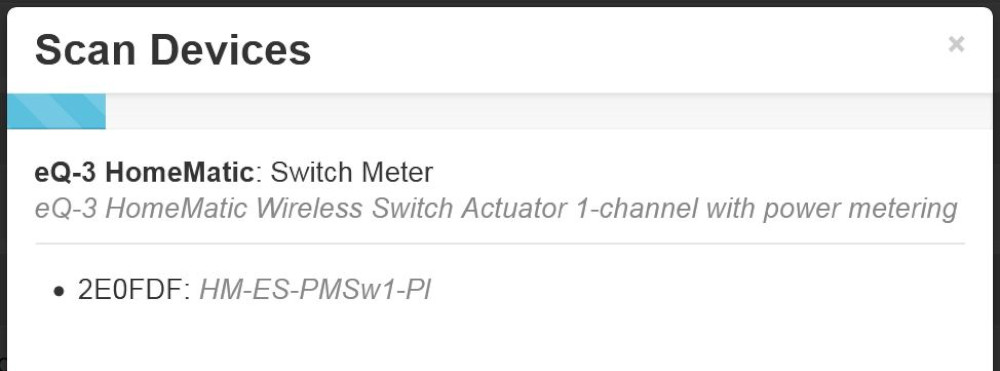 Scan Devices ×
eQ-3 HomeMatic: Switch Meter
eQ-3 HomeMatic Wireless Switch Actuator 1-channel with power metering
• 2E0FDF: HM-ES-PMSw1-Pl